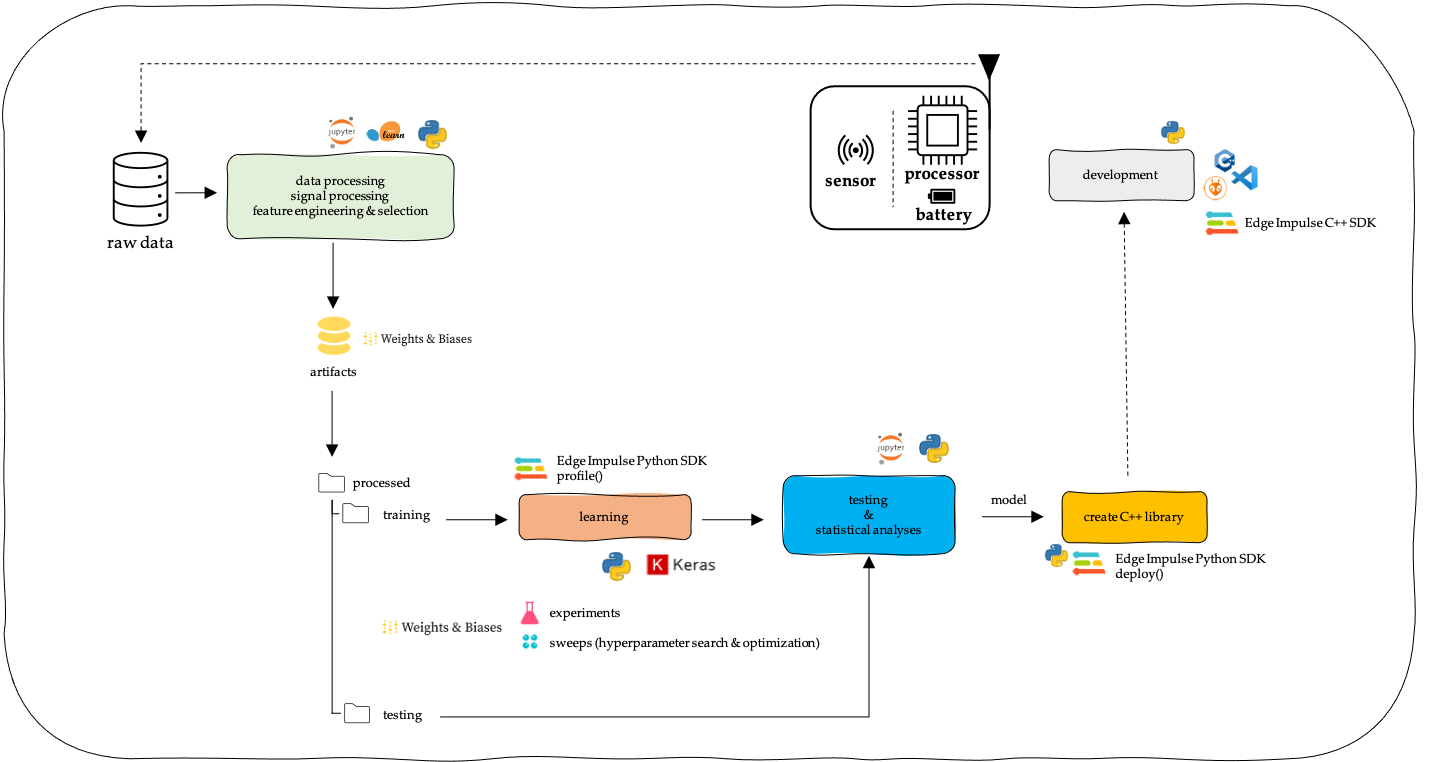 jupyter
learn
data processing
signal processing
feature engineering & selection
raw data
sensor
processor
battery
development
Edge Impulse C++ SDK
Weights & Biases
artifacts
processed
training
Edge Impulse Python SDK
profile()
learning
K Keras
jupyter
testing
&
statistical analyses
model
create C++ library
Edge Impulse Python SDK
deploy()
Weights & Biases
experiments
sweeps (hyperparameter search & optimization)
testing